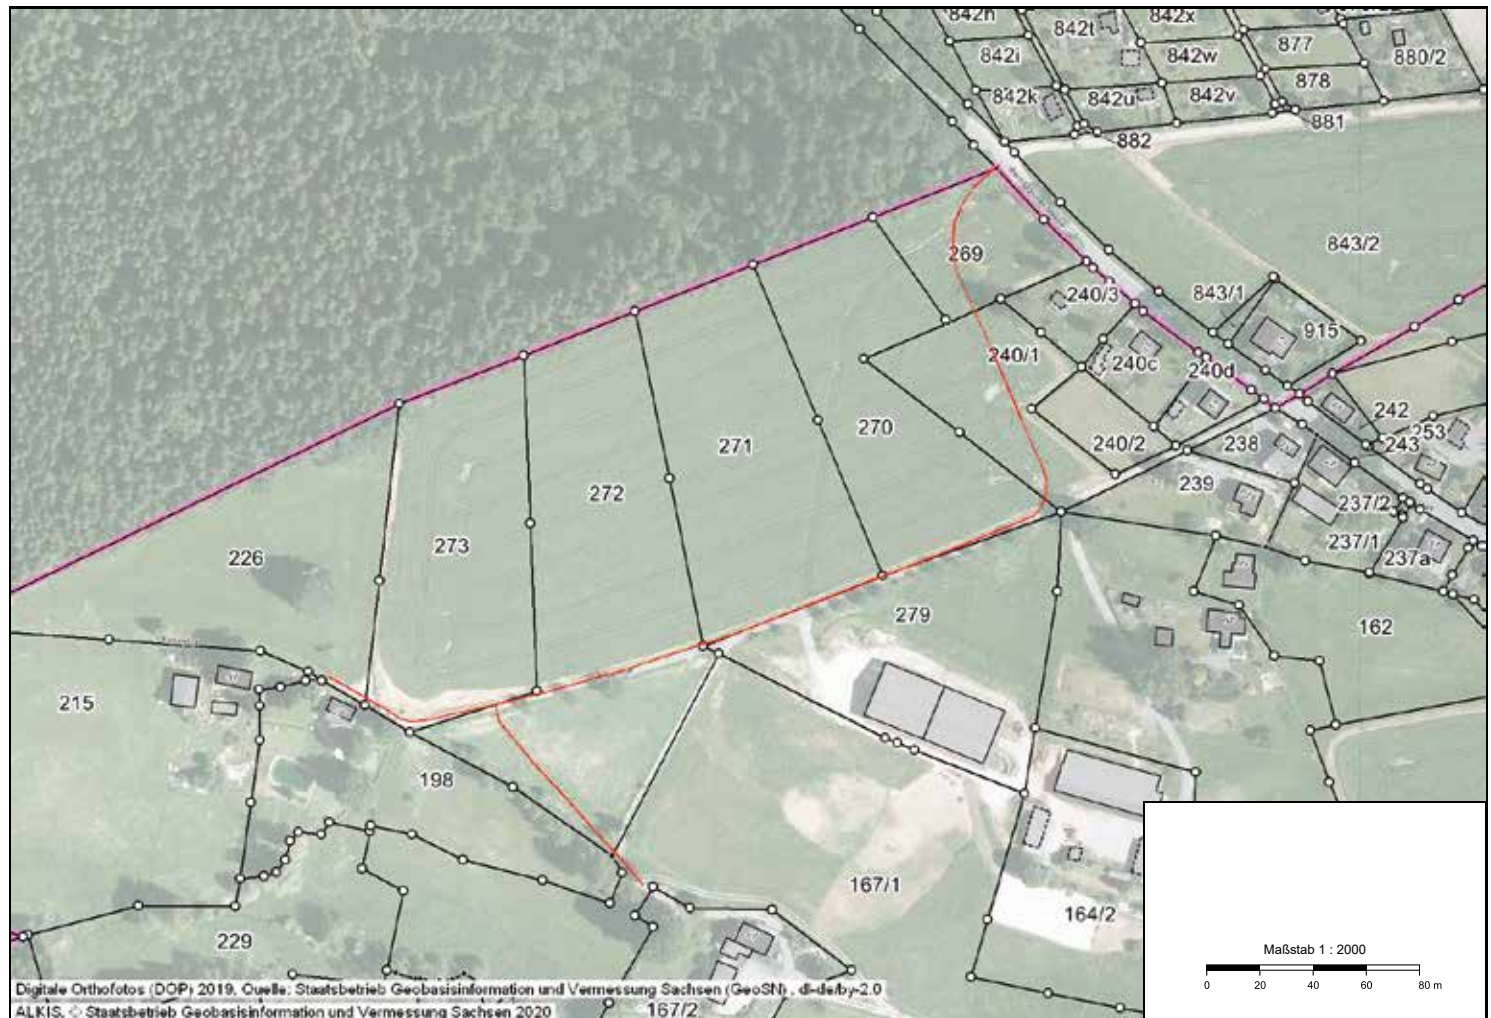 842h
842t
842x
877
880/2
842i
842w
878
842k
842u
842v
881
882
843/2
269
240/3
843/1
915
240/1
240c
240d
242
253
243
270
240/2
238
271
239
272
237/2
273
226
237/1
237a
279
162
215
198
167/1
164/2
229
167/2
Maßstab 1 : 2000
0 20 40 60 80 m
Digitale Orthofotos (DOP) 2019, Quelle: Staatsbetrieb Geobasisinformation und Vermessung Sachsen (GeoSN), dl-de/by-2.0
ALKIS, © Staatsbetrieb Geobasisinformation und Vermessung Sachsen 2020